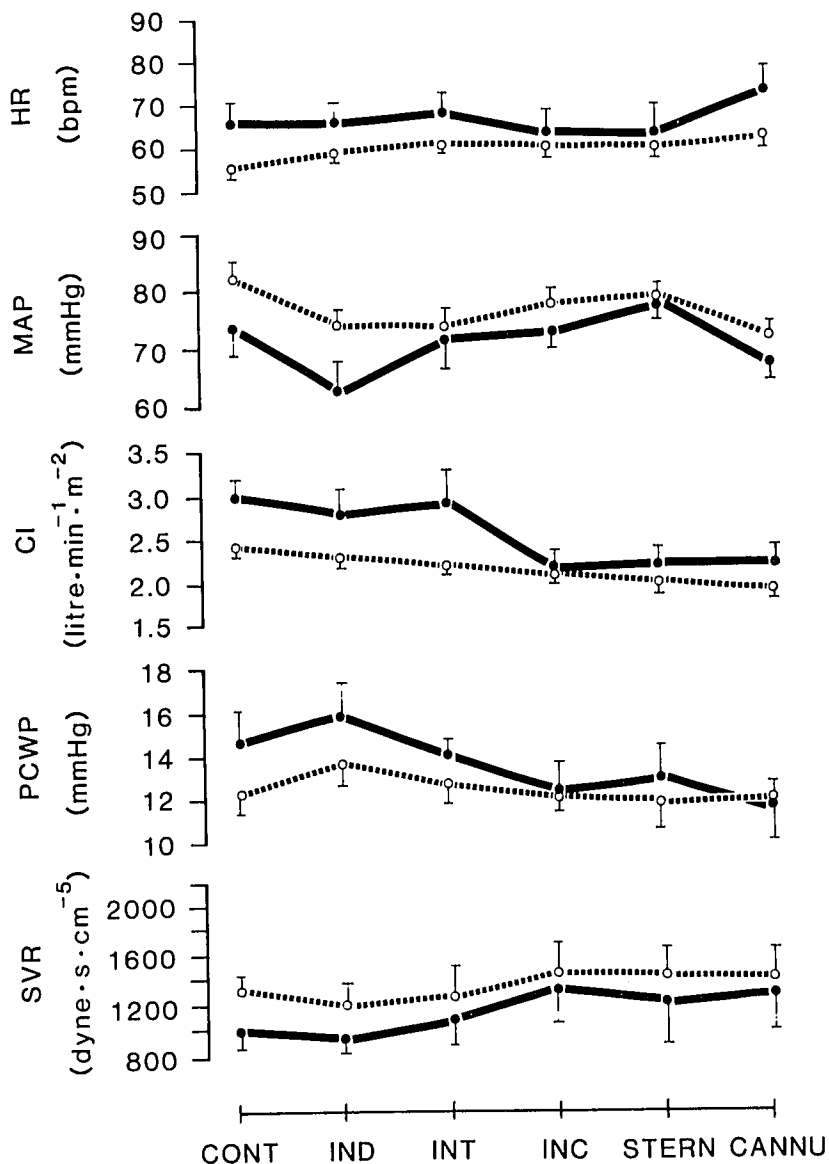 HR
(bpm)
90
80
70
60
50
MAP
(mmHg)
90
80
70
60
CI
(litre·min⁻¹·m⁻²)
3.5
3.0
2.5
2.0
1.5
PCWP
(mmHg)
18
16
14
12
10
SVR
(dyne·s·cm⁻⁵)
2000
1600
1200
800
CONT IND INT INC STERN CANNU